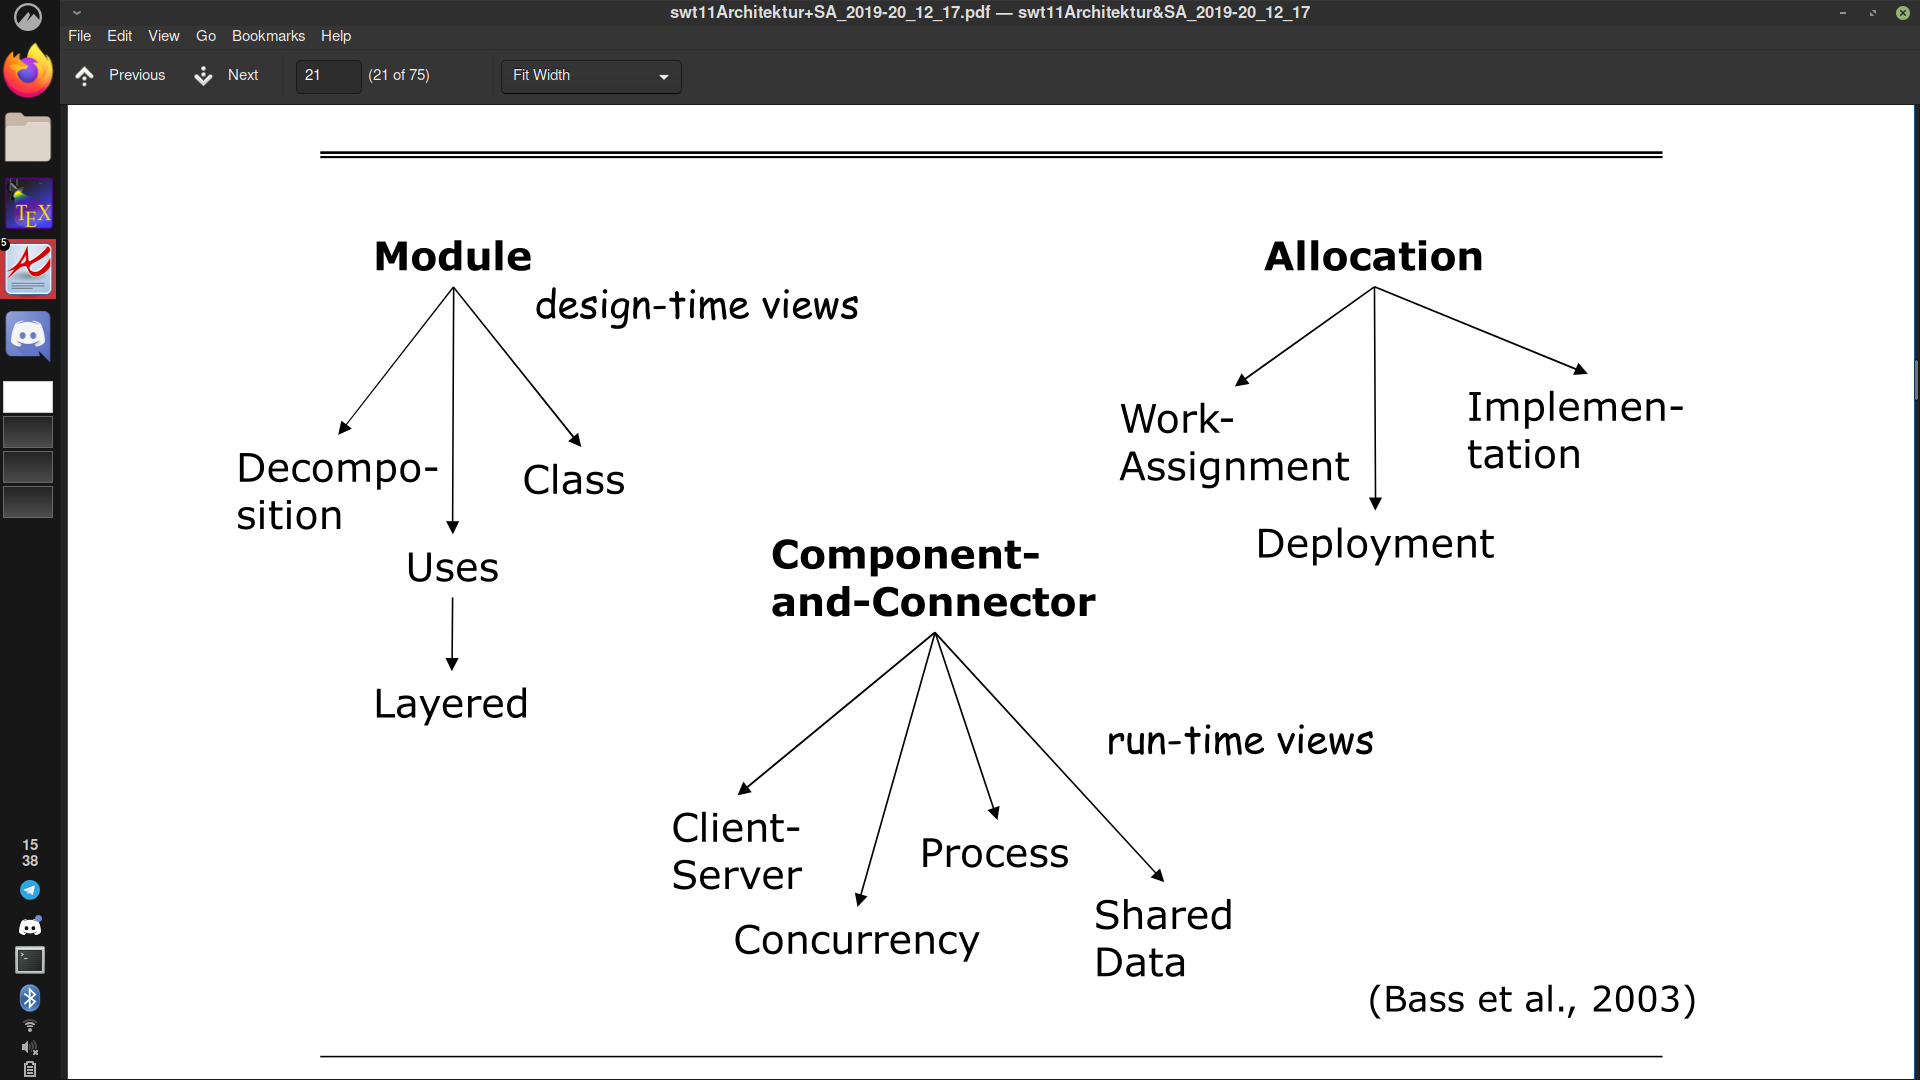 swt11Architektur+SA_2019-20_12_17.pdf — swt11Architektur&SA_2019-20_12_17
File Edit View Go Bookmarks Help
Previous Next 21 (21 of 75) Fit Width
Module
design-time views
Decompo-
sition
Class
Uses
Layered
Allocation
Work-
Assignment
Implemen-
tation
Deployment
Component-
and-Connector
run-time views
Client-
Server
Process
Concurrency
Shared
Data
(Bass et al., 2003)
TEX
5
15
38